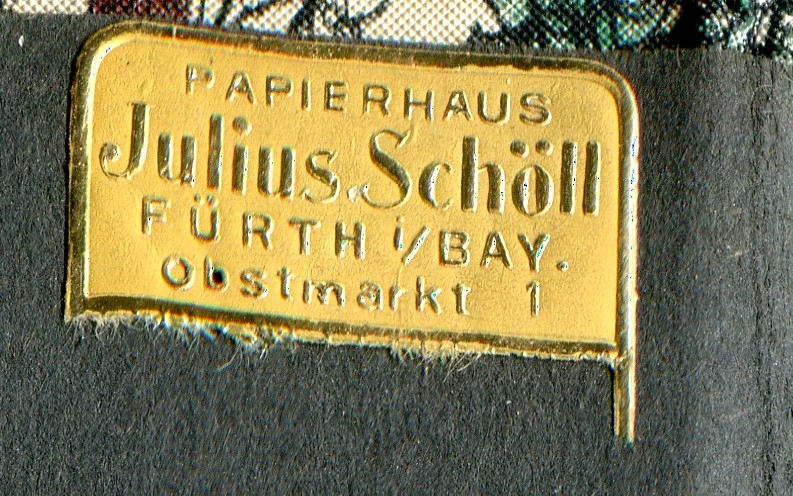 PAPIERHAUS
Julius Schöll
FÜRTH i/BAY.
Obstmarkt 1